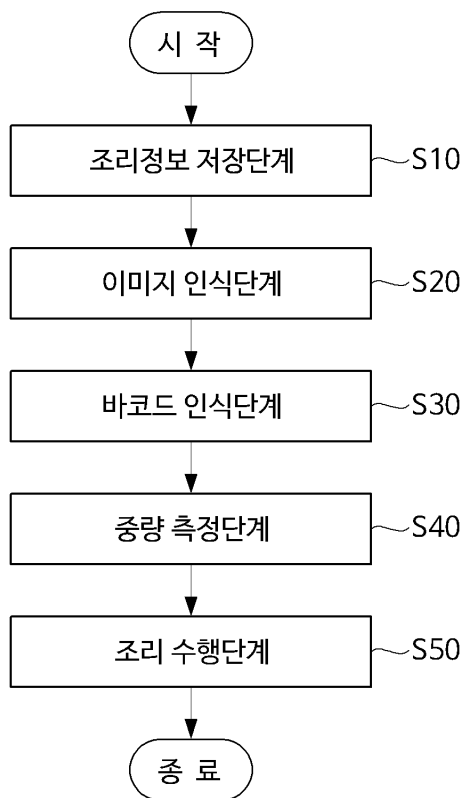 시 작
조리정보 저장단계 S10
이미지 인식단계 S20
바코드 인식단계 S30
중량 측정단계 S40
조리 수행단계 S50
종 료